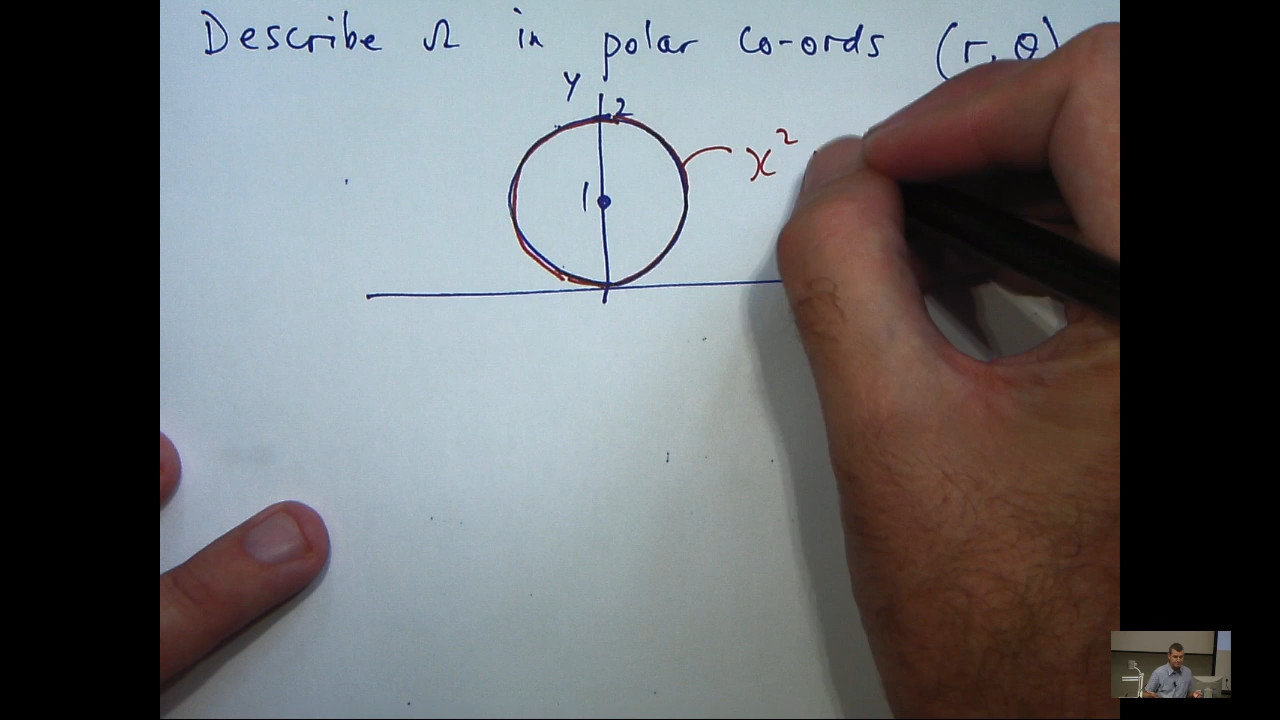 Describe Ω in polar co-ords (r, θ)
y
2
x²
1